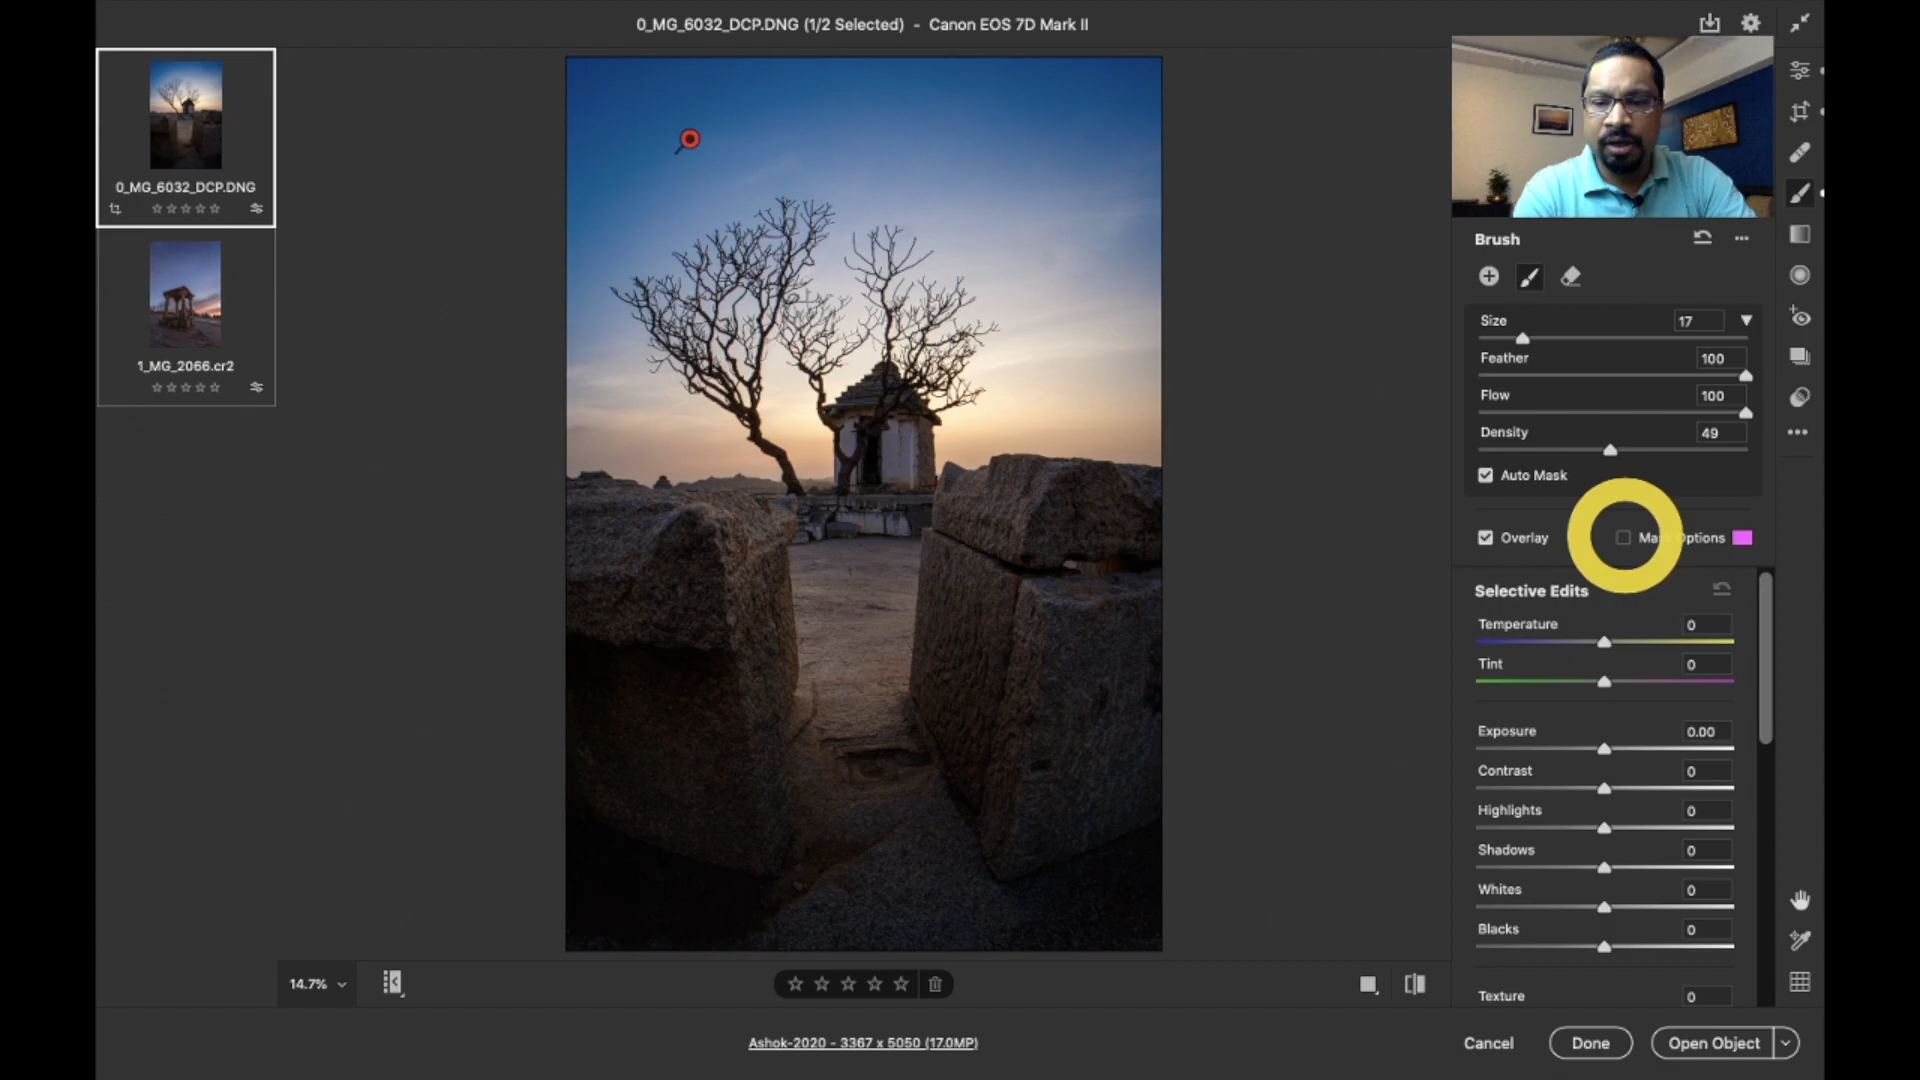 0_MG_6032_DCP.DNG (1/2 Selected) - Canon EOS 7D Mark II
0_MG_6032_DCP.DNG
1_MG_2066.cr2
Brush
Size 17
Feather 100
Flow 100
Density 49
Auto Mask
Overlay
Options
Selective Edits
Temperature 0
Tint 0
Exposure 0.00
Contrast 0
Highlights 0
Shadows 0
Whites 0
Blacks 0
Texture 0
14.7%
Ashok-2020 - 3367 x 5050 (17.0MP)
Cancel
Done
Open Object